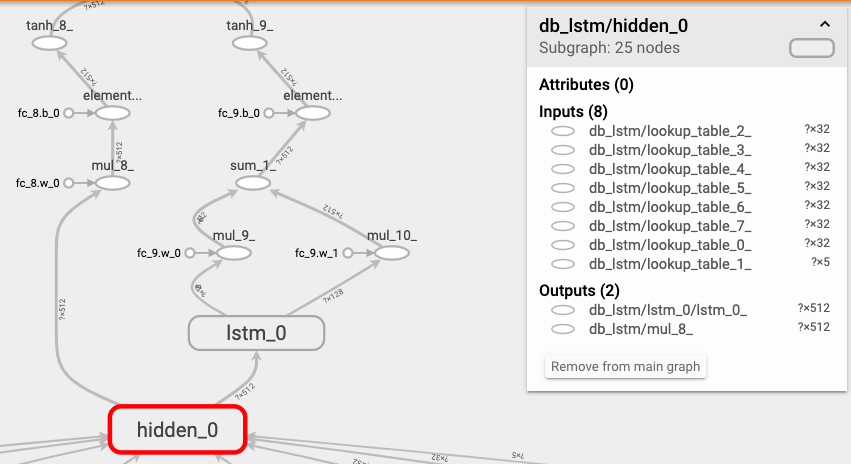 tanh_8_
tanh_9_
?×512
?×512
element...
element...
fc_8.b_0
fc_9.b_0
?×512
?×512
mul_8_
sum_1_
fc_8.w_0
?×512
mul_9_
mul_10_
fc_9.w_0
fc_9.w_1
?×128
lstm_0
?×512
?×512
hidden_0
?×32
?×32
?×5
db_lstm/hidden_0
Subgraph: 25 nodes
Attributes (0)
Inputs (8)
db_lstm/lookup_table_2_ ?×32
db_lstm/lookup_table_3_ ?×32
db_lstm/lookup_table_4_ ?×32
db_lstm/lookup_table_5_ ?×32
db_lstm/lookup_table_6_ ?×32
db_lstm/lookup_table_7_ ?×32
db_lstm/lookup_table_0_ ?×32
db_lstm/lookup_table_1_ ?×5
Outputs (2)
db_lstm/lstm_0/lstm_0_ ?×512
db_lstm/mul_8_ ?×512
Remove from main graph